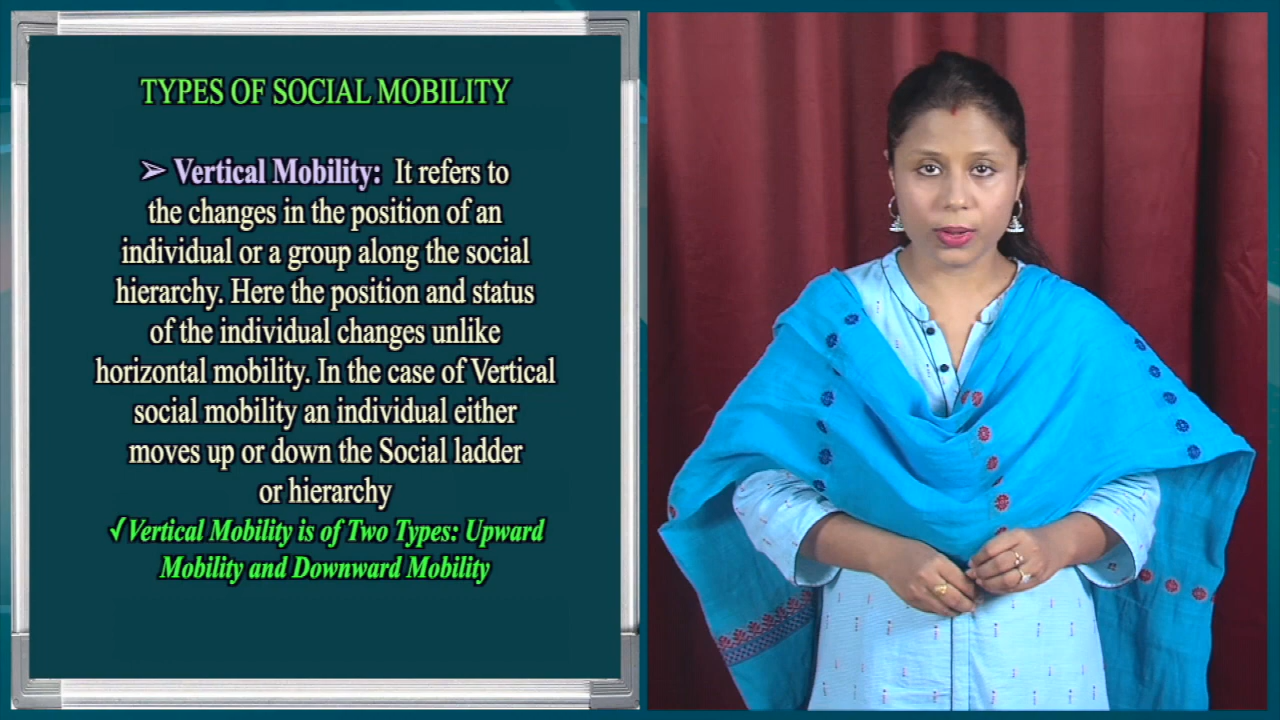 TYPES OF SOCIAL MOBILITY
➢ Vertical Mobility: It refers to
the changes in the position of an
individual or a group along the social
hierarchy. Here the position and status
of the individual changes unlike
horizontal mobility. In the case of Vertical
social mobility an individual either
moves up or down the Social ladder
or hierarchy
√Vertical Mobility is of Two Types: Upward
Mobility and Downward Mobility